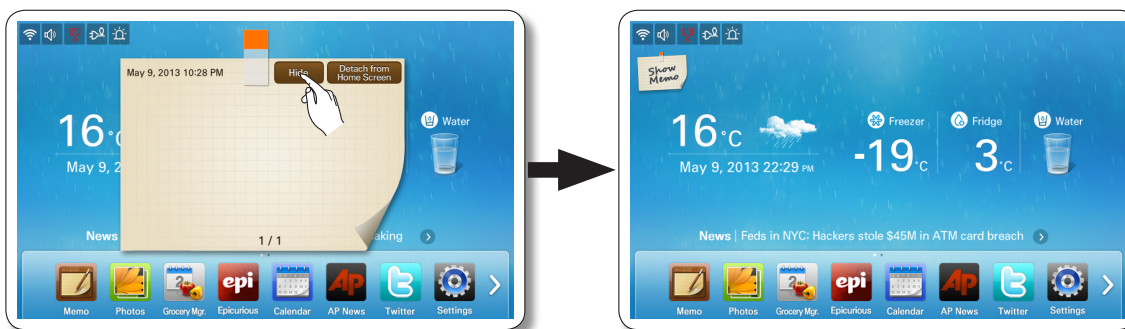 May 9, 2013 10:28 PM
Hide
Detach from
Home Screen
16°C
May 9, 2
Water
News
aking
1 / 1
Memo
Photos
Grocery Mgr.
epi
Epicurious
2
Calendar
AP
AP News
Twitter
Settings
Show
Memo
16°C
May 9, 2013 22:29 PM
Freezer
-19°C
Fridge
3°C
Water
News | Feds in NYC: Hackers stole $45M in ATM card breach
Memo
Photos
2
Grocery Mgr.
epi
Epicurious
Calendar
AP
AP News
Twitter
Settings